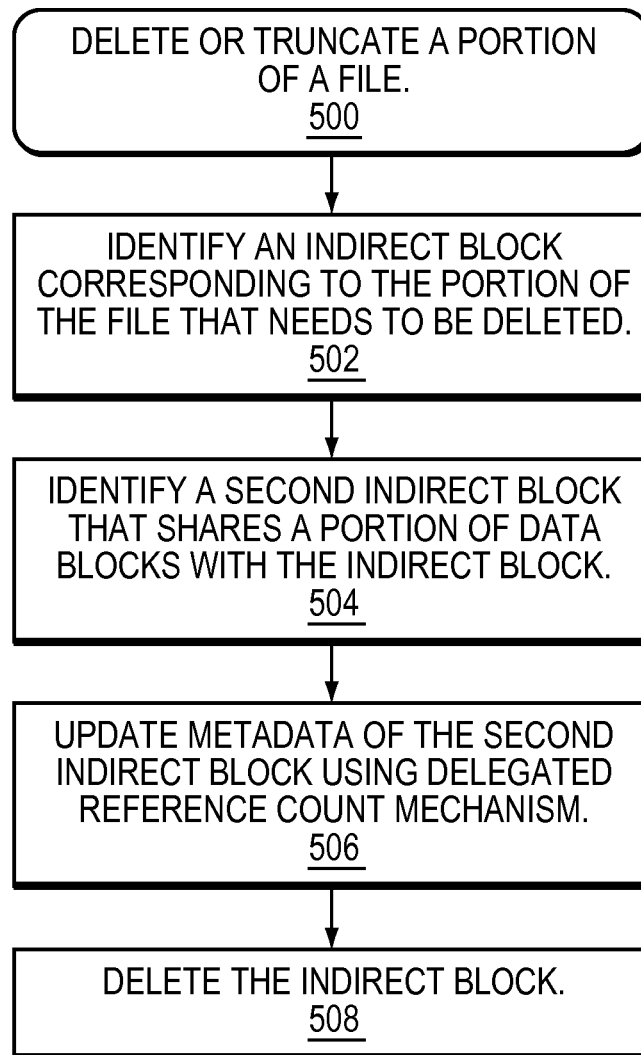 DELETE OR TRUNCATE A PORTION
OF A FILE.
500
IDENTIFY AN INDIRECT BLOCK
CORRESPONDING TO THE PORTION OF
THE FILE THAT NEEDS TO BE DELETED.
502
IDENTIFY A SECOND INDIRECT BLOCK
THAT SHARES A PORTION OF DATA
BLOCKS WITH THE INDIRECT BLOCK.
504
UPDATE METADATA OF THE SECOND
INDIRECT BLOCK USING DELEGATED
REFERENCE COUNT MECHANISM.
506
DELETE THE INDIRECT BLOCK.
508